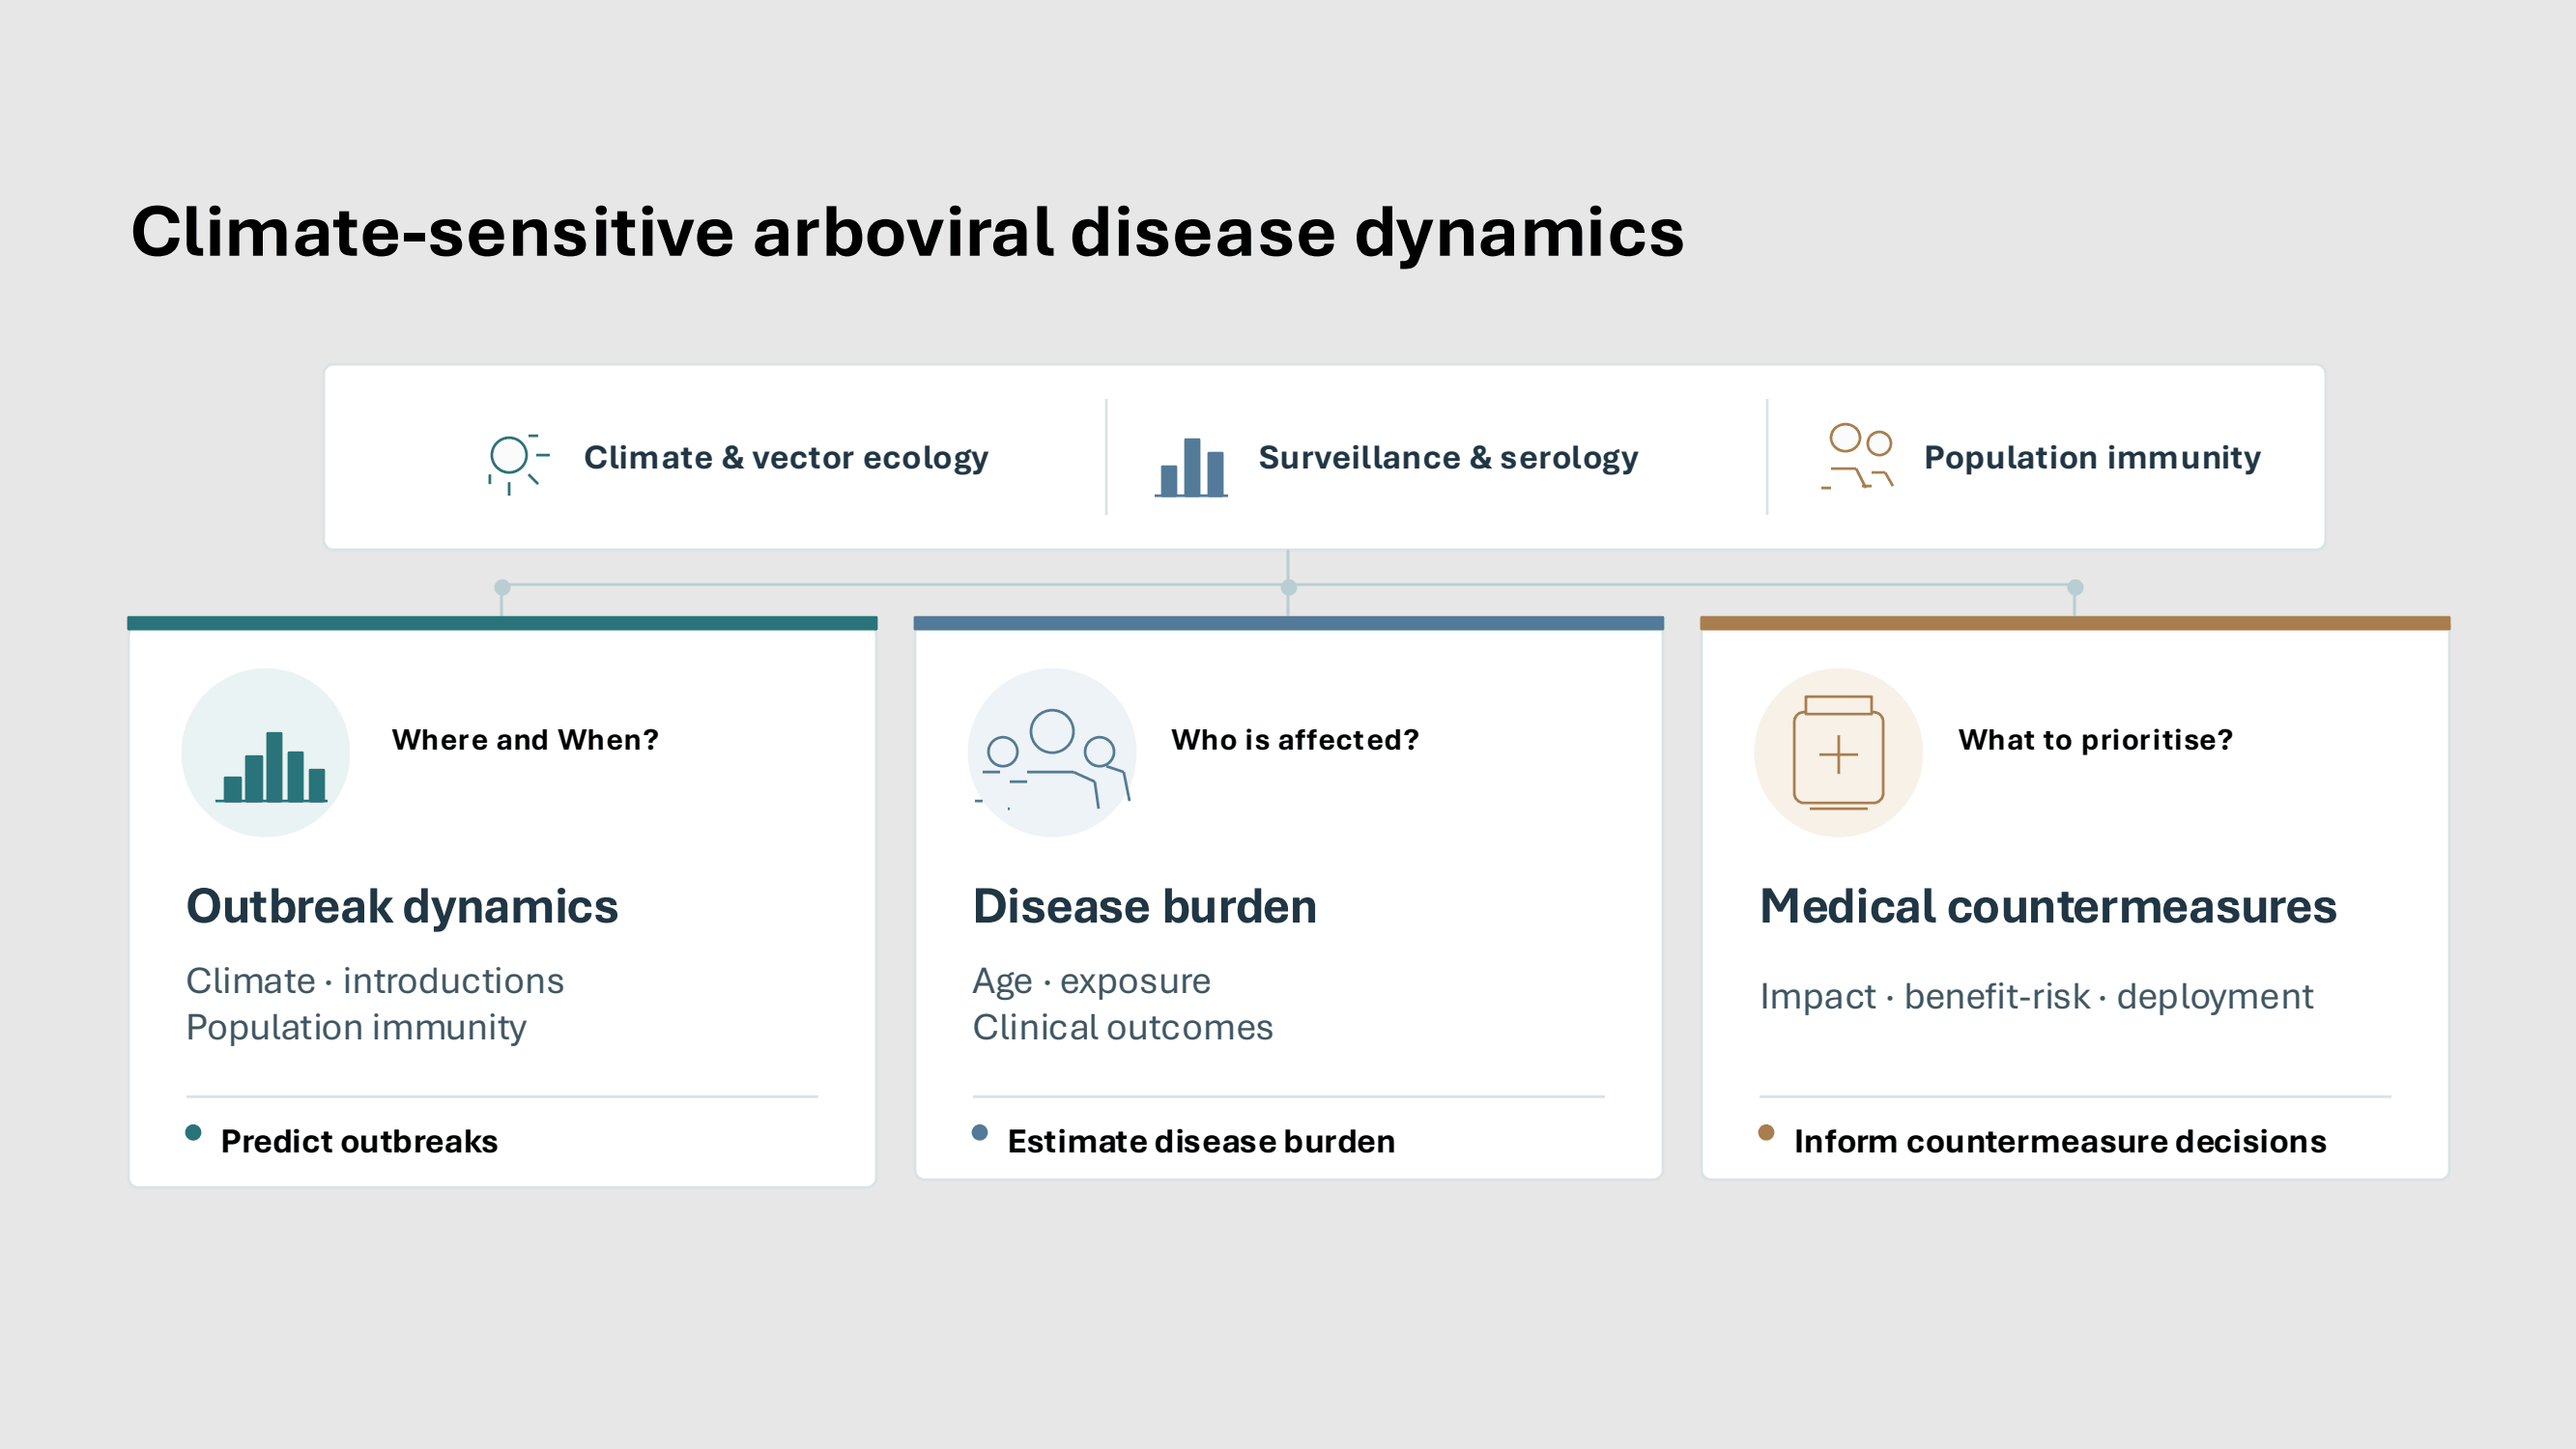 Climate-sensitive arboviral disease dynamics
Climate & vector ecology
Surveillance & serology
Population immunity
Where and When?
Outbreak dynamics
Climate · introductions
Population immunity
Predict outbreaks
Who is affected?
Disease burden
Age · exposure
Clinical outcomes
Estimate disease burden
What to prioritise?
Medical countermeasures
Impact · benefit-risk · deployment
Inform countermeasure decisions